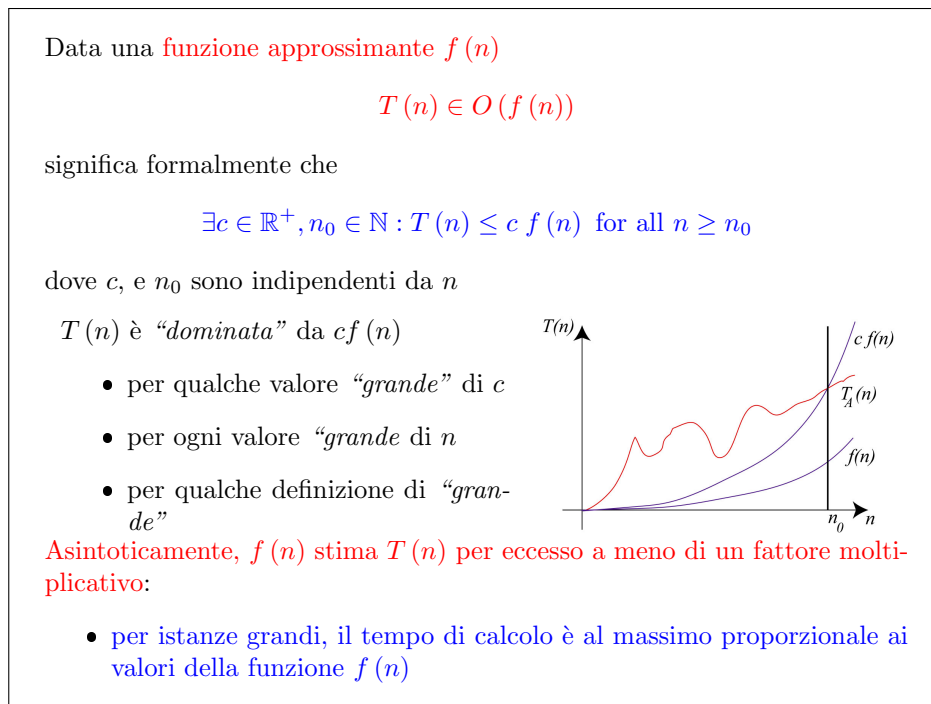 Data una funzione approssimante f (n)
T (n) ∈ O (f (n))
significa formalmente che
∃c ∈ ℝ⁺, n₀ ∈ ℕ : T (n) ≤ c f (n) for all n ≥ n₀
dove c, e n₀ sono indipendenti da n
T (n) è “dominata” da cf (n)
• per qualche valore “grande” di c
• per ogni valore “grande di n
• per qualche definizione di “gran-
de”
T(n)
c f(n)
T_A(n)
f(n)
n₀
n
Asintoticamente, f (n) stima T (n) per eccesso a meno di un fattore molti-
plicativo:
• per istanze grandi, il tempo di calcolo è al massimo proporzionale ai
valori della funzione f (n)